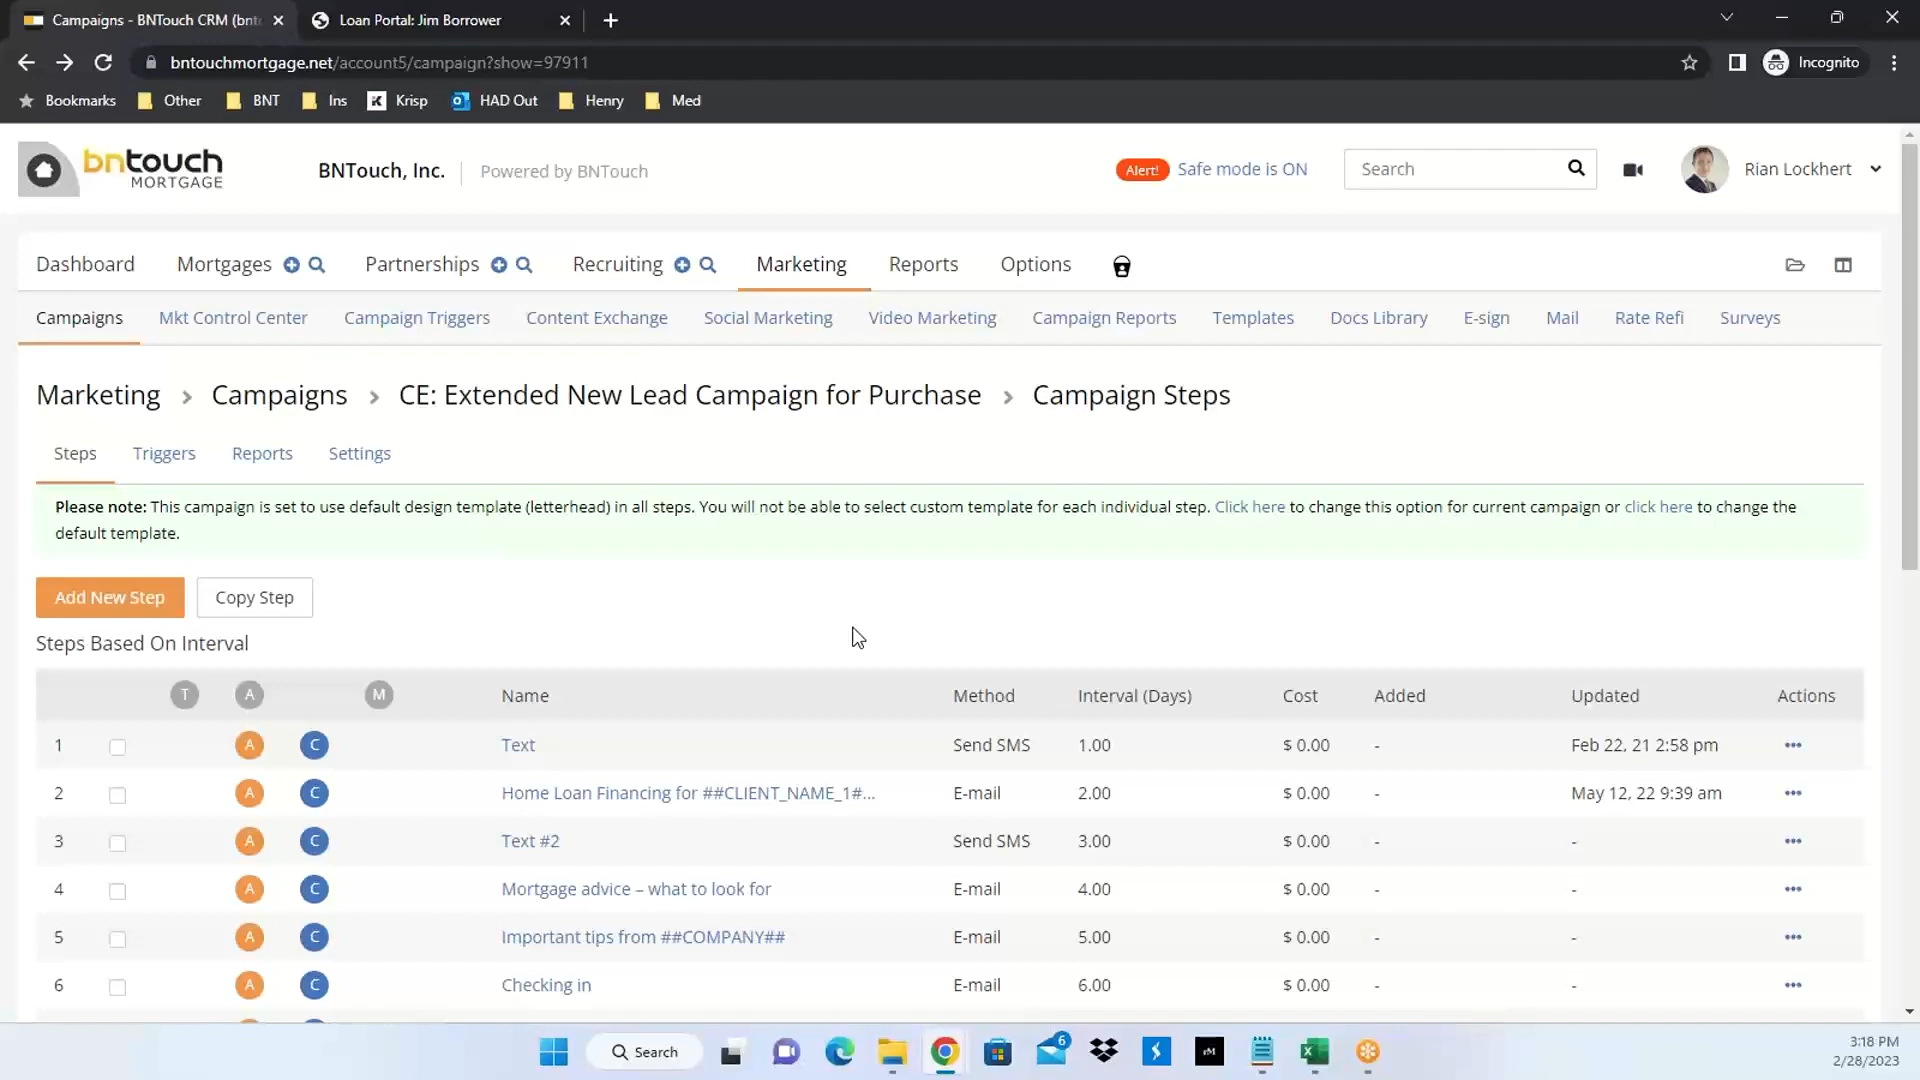 Campaigns - BNTouch CRM (bnt
Loan Portal: Jim Borrower
bntouchmortgage.net/account5/campaign?show=97911
Incognito
Bookmarks Other BNT Ins Krisp HAD Out Henry Med
bntouch
MORTGAGE
BNTouch, Inc.
Powered by BNTouch
Alert! Safe mode is ON
Search
Rian Lockhert
Dashboard Mortgages Partnerships Recruiting Marketing Reports Options
Campaigns Mkt Control Center Campaign Triggers Content Exchange Social Marketing Video Marketing Campaign Reports Templates Docs Library E-sign Mail Rate Refi Surveys
Marketing > Campaigns > CE: Extended New Lead Campaign for Purchase > Campaign Steps
Steps Triggers Reports Settings
Please note: This campaign is set to use default design template (letterhead) in all steps. You will not be able to select custom template for each individual step. Click here to change this option for current campaign or click here to change the
default template.
Add New Step Copy Step
Steps Based On Interval
T A M Name Method Interval (Days) Cost Added Updated Actions
1 A C Text Send SMS 1.00 $ 0.00 - Feb 22, 21 2:58 pm •••
2 A C Home Loan Financing for ##CLIENT_NAME_1#... E-mail 2.00 $ 0.00 - May 12, 22 9:39 am •••
3 A C Text #2 Send SMS 3.00 $ 0.00 - - •••
4 A C Mortgage advice – what to look for E-mail 4.00 $ 0.00 - - •••
5 A C Important tips from ##COMPANY## E-mail 5.00 $ 0.00 - - •••
6 A C Checking in E-mail 6.00 $ 0.00 - - •••
Search
6
rM
3:18 PM
2/28/2023